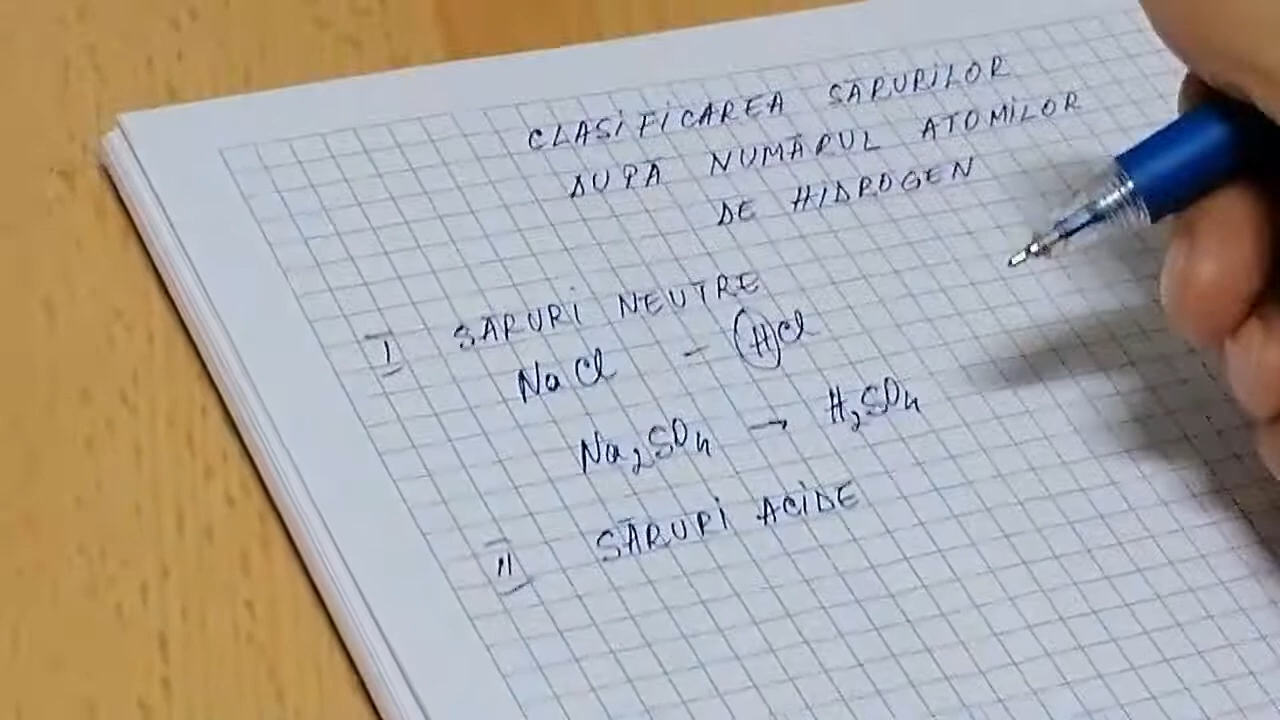 CLASIFICAREA SĂRURILOR
DUPĂ NUMĂRUL ATOMILOR
DE HIDROGEN
I SĂRURI NEUTRE
NaCl - HCl
Na₂SO₄ → H₂SO₄
II SĂRURI ACIDE